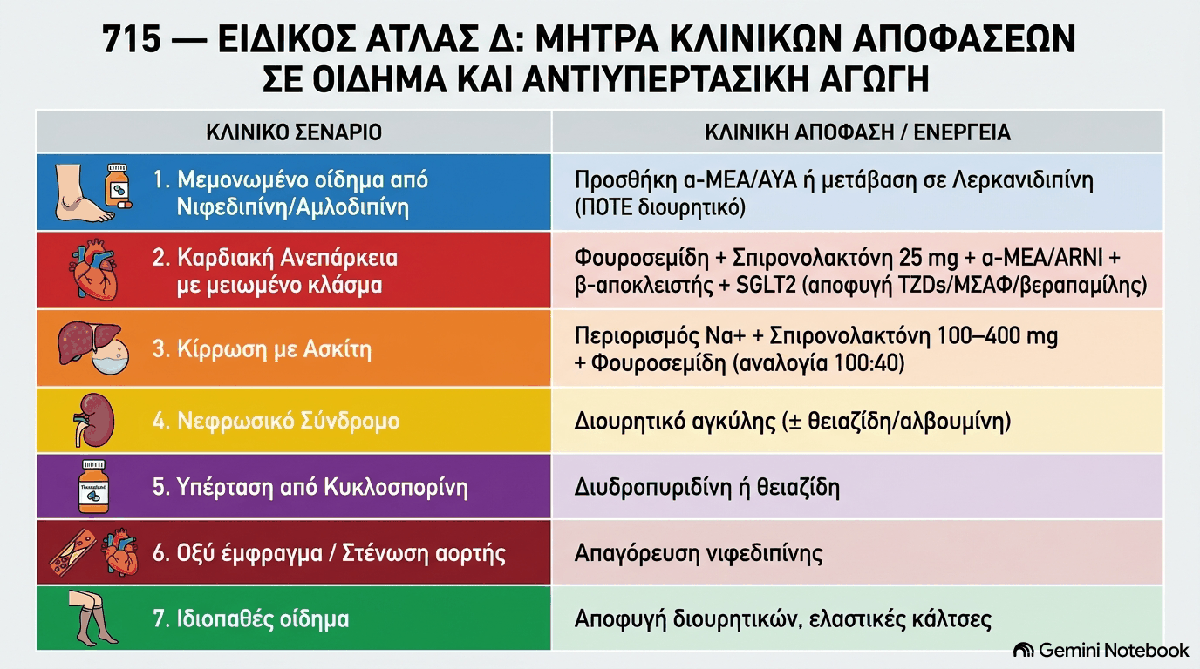 715 — ΕΙΔΙΚΟΣ ΑΤΛΑΣ Δ: ΜΗΤΡΑ ΚΛΙΝΙΚΩΝ ΑΠΟΦΑΣΕΩΝ
ΣΕ ΟΙΔΗΜΑ ΚΑΙ ΑΝΤΙΥΠΕΡΤΑΣΙΚΗ ΑΓΩΓΗ
ΚΛΙΝΙΚΟ ΣΕΝΑΡΙΟ
ΚΛΙΝΙΚΗ ΑΠΟΦΑΣΗ / ΕΝΕΡΓΕΙΑ
1. Μεμονωμένο οίδημα από
Νιφεδιπίνη/Αμλοδιπίνη
Προσθήκη α-ΜΕΑ/ΑΥΑ ή μετάβαση σε Λερκανιδιπίνη
(ΠΟΤΕ διουρητικό)
2. Καρδιακή Ανεπάρκεια
με μειωμένο κλάσμα
Φουροσεμίδη + Σπιρονολακτόνη 25 mg + α-ΜΕΑ/ARNI +
β-αποκλειστής + SGLT2 (αποφυγή TZDs/ΜΣΑΦ/βεραπαμίλης)
3. Κίρρωση με Ασκίτη
Περιορισμός Na+ + Σπιρονολακτόνη 100–400 mg
+ Φουροσεμίδη (αναλογία 100:40)
4. Νεφρωσικό Σύνδρομο
Διουρητικό αγκύλης (± θειαζίδη/αλβουμίνη)
5. Υπέρταση από Κυκλοσπορίνη
Διυδροπυριδίνη ή θειαζίδη
6. Οξύ έμφραγμα / Στένωση αορτής
Απαγόρευση νιφεδιπίνης
7. Ιδιοπαθές οίδημα
Αποφυγή διουρητικών, ελαστικές κάλτσες
Gemini Notebook